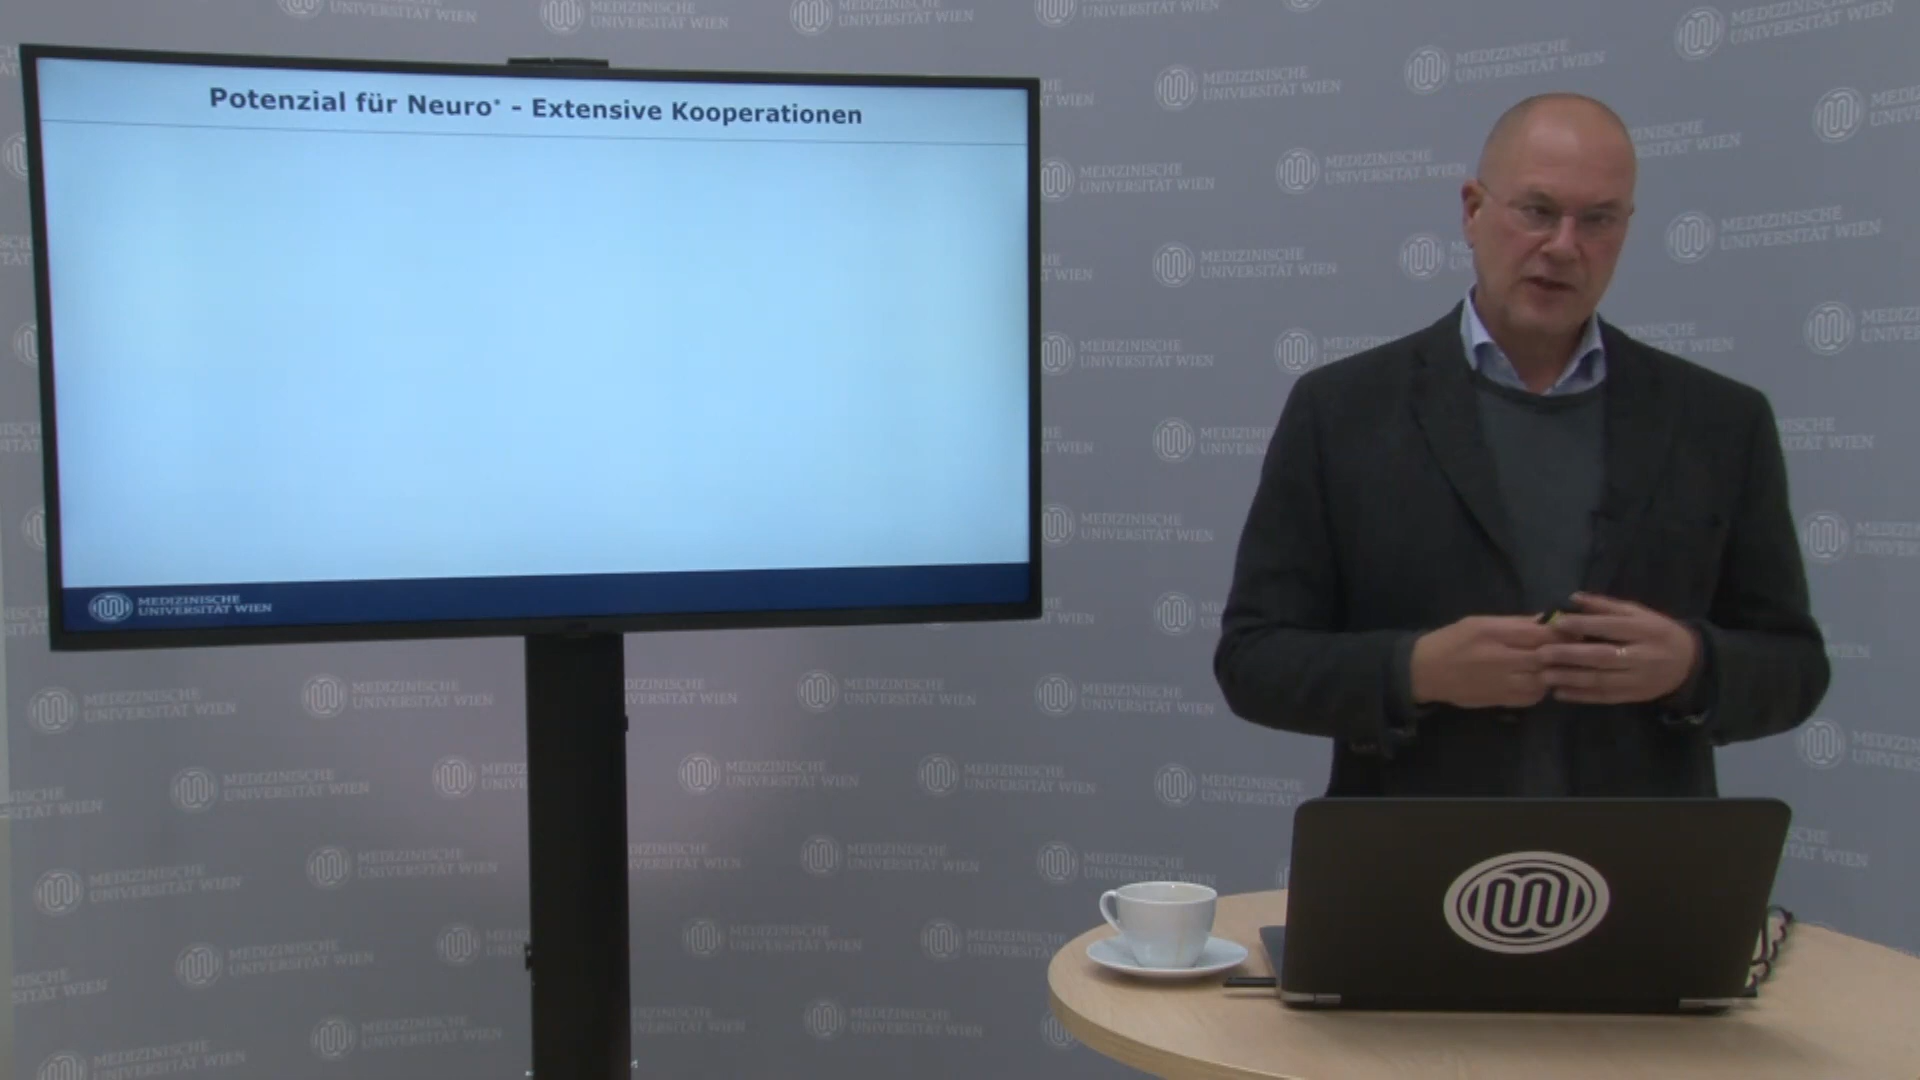 Potenzial für Neuro* - Extensive Kooperationen
MEDIZINISCHE
UNIVERSITÄT WIEN
MEDIZINISCHE
UNIVERSITÄT WIEN